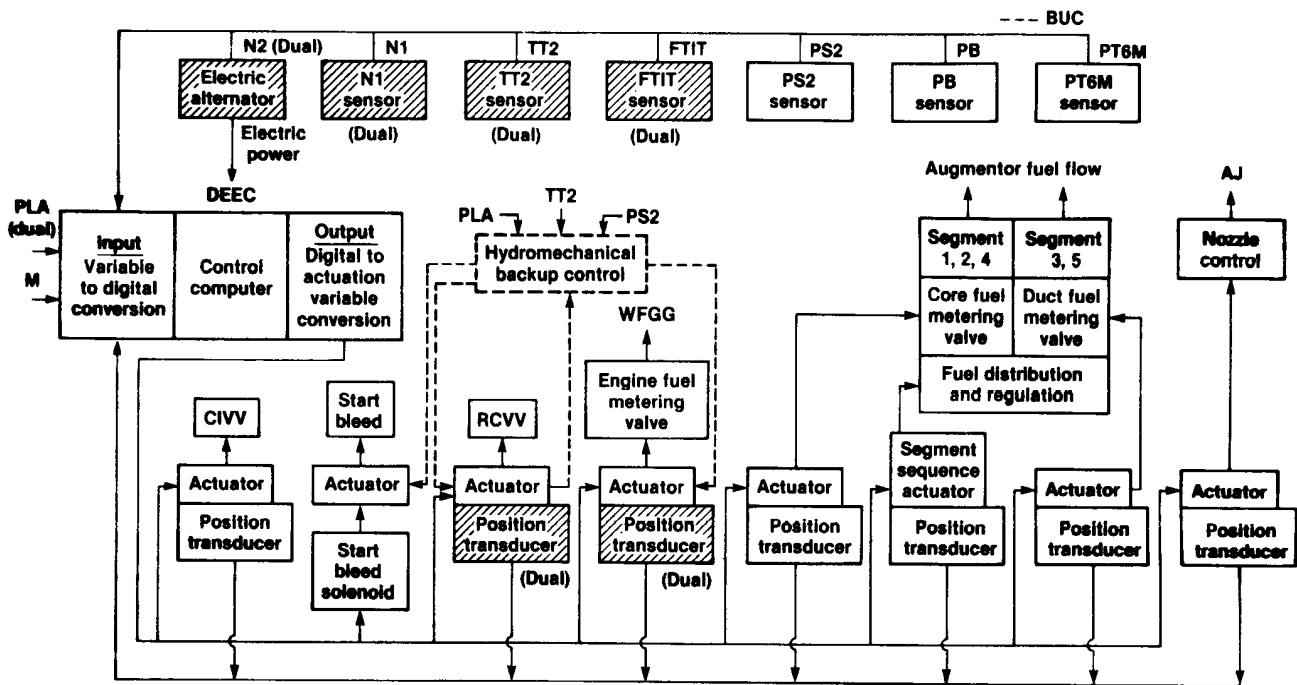 --- BUC
N2 (Dual)
N1
TT2
FTIT
PS2
PB
PT6M
Electric
alternator
N1
sensor
TT2
sensor
FTIT
sensor
PS2
sensor
PB
sensor
PT6M
sensor
(Dual)
(Dual)
(Dual)
Electric
power
DEEC
PLA
(dual)
M
Input
Variable
to digital
conversion
Control
computer
Output
Digital to
actuation
variable
conversion
PLA
TT2
PS2
Hydromechanical
backup control
Augmentor fuel flow
AJ
Segment
1, 2, 4
Segment
3, 5
Nozzle
control
Core fuel
metering
valve
Duct fuel
metering
valve
Fuel distribution
and regulation
WFGG
Engine fuel
metering
valve
CIVV
Start
bleed
RCVV
Actuator
Position
transducer
Actuator
Start
bleed
solenoid
Actuator
Position
transducer
(Dual)
Actuator
Position
transducer
(Dual)
Actuator
Position
transducer
Segment
sequence
actuator
Position
transducer
Actuator
Position
transducer
Actuator
Position
transducer